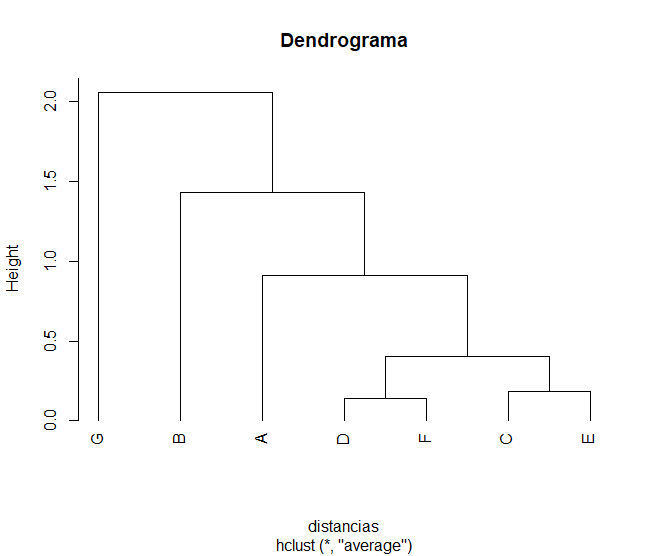 Dendrograma
Height
2.0
1.5
1.0
0.5
0.0
G B A D F C E
distancias
hclust (*, "average")